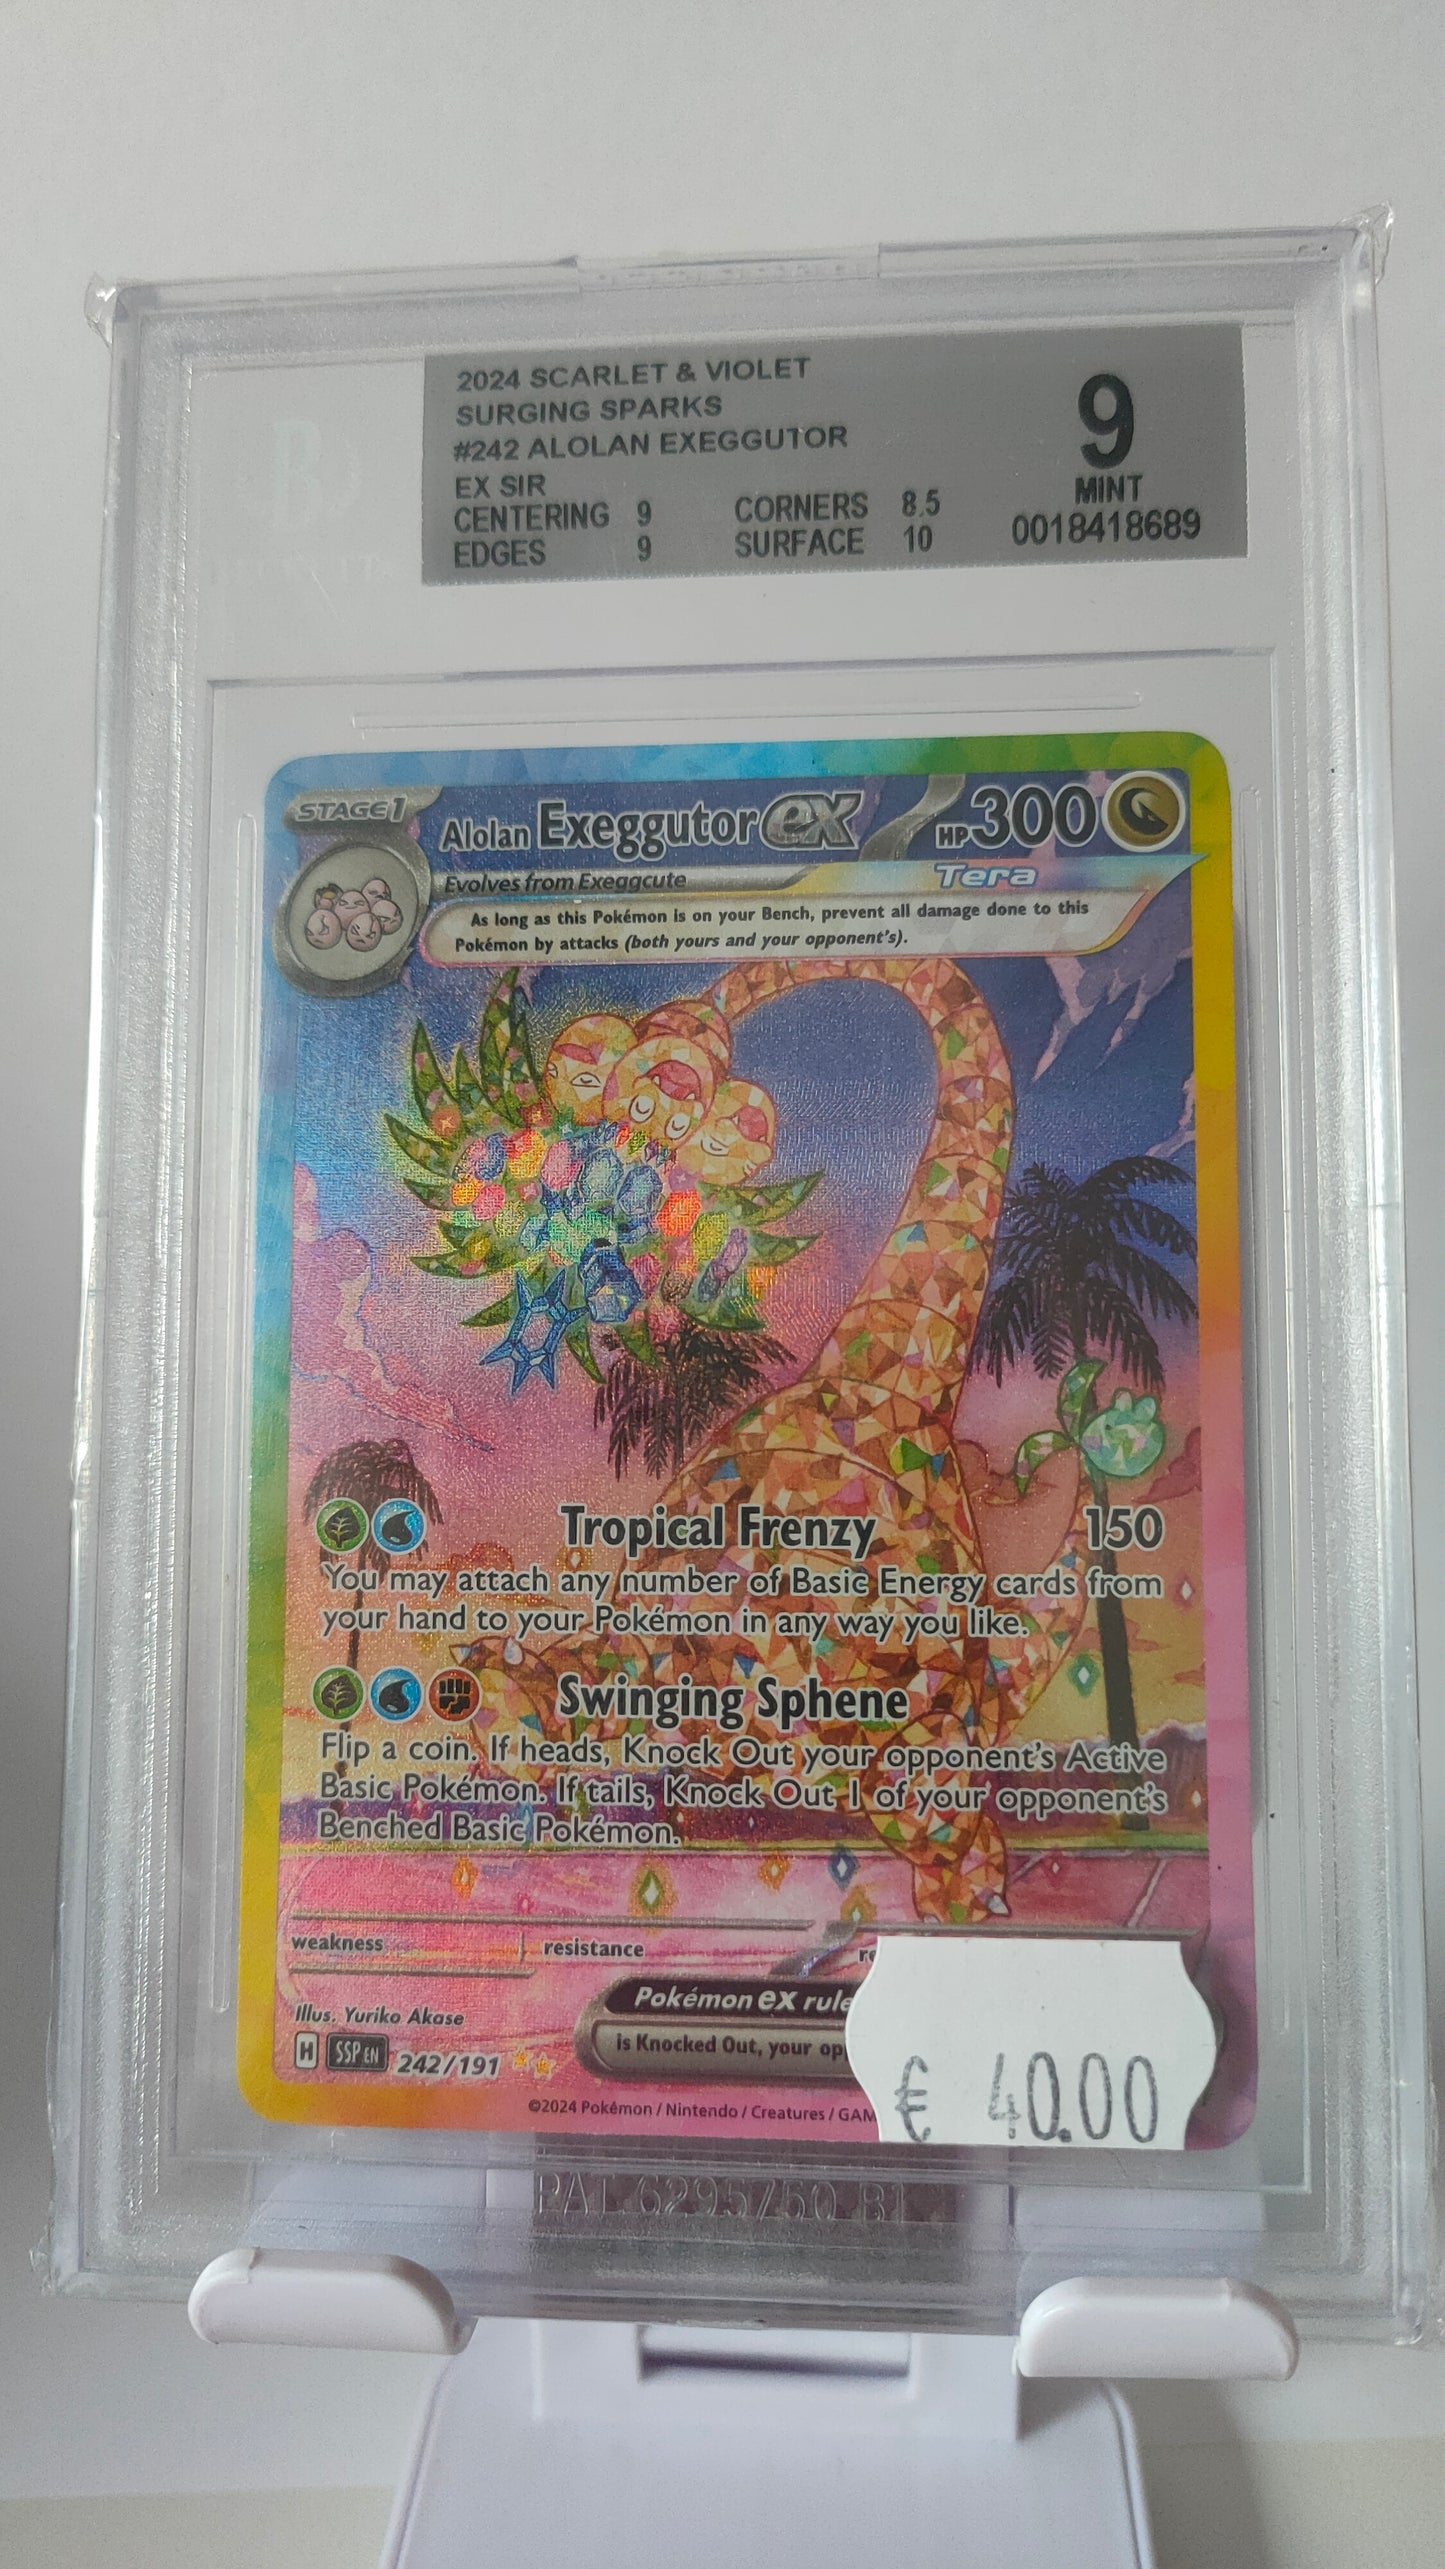 2024 SCARLET & VIOLET
SURGING SPARKS
#242 ALOLAN EXEGGUTOR
EX SIR
CENTERING 9 CORNERS 8.5
EDGES 9 SURFACE 10
9
MINT
0018418689
STAGE 1 Alolan Exeggutor ex HP 300
Evolves from Exeggcute Tera
As long as this Pokémon is on your Bench, prevent all damage done to this
Pokémon by attacks (both yours and your opponent's).
Tropical Frenzy 150
You may attach any number of Basic Energy cards from
your hand to your Pokémon in any way you like.
Swinging Sphene
Flip a coin. If heads, Knock Out your opponent's Active
Basic Pokémon. If tails, Knock Out 1 of your opponent's
Benched Basic Pokémon.
weakness resistance
Pokémon ex rule
Illus. Yuriko Akase
is Knocked Out, your
H SSP EN 242/191
©2024 Pokémon / Nintendo / Creatures / GAM
€ 40.00
PAT 6295750 B1